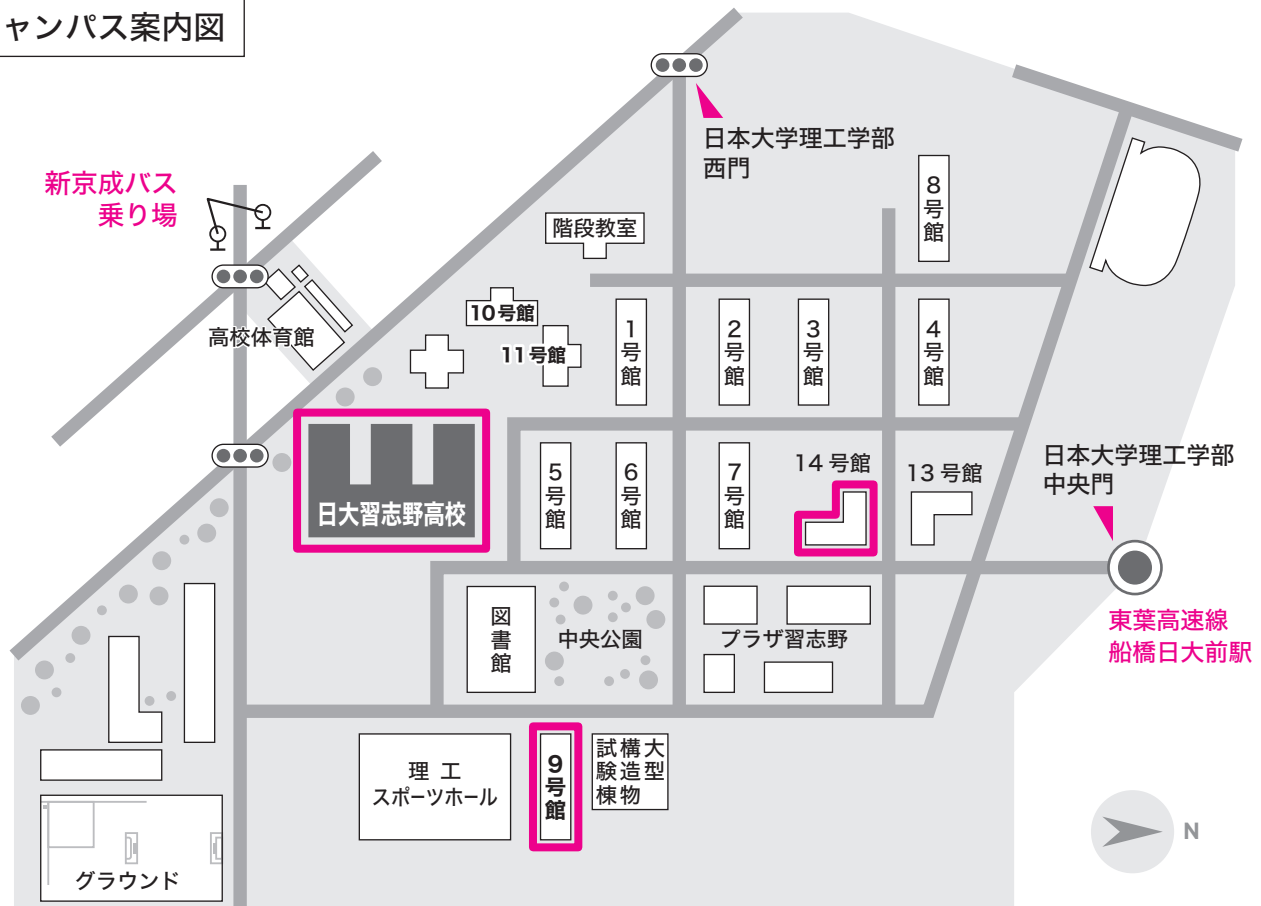 ャンパス案内図
日本大学理工学部
西門
新京成バス
乗り場
8号館
階段教室
10号館
11号館
高校体育館
1号館
2号館
3号館
4号館
日大習志野高校
5号館
6号館
7号館
14号館
13号館
日本大学理工学部
中央門
東葉高速線
船橋日大前駅
図書館
中央公園
プラザ習志野
理工
スポーツホール
9号館
大型
構造物
試験棟
グラウンド
N